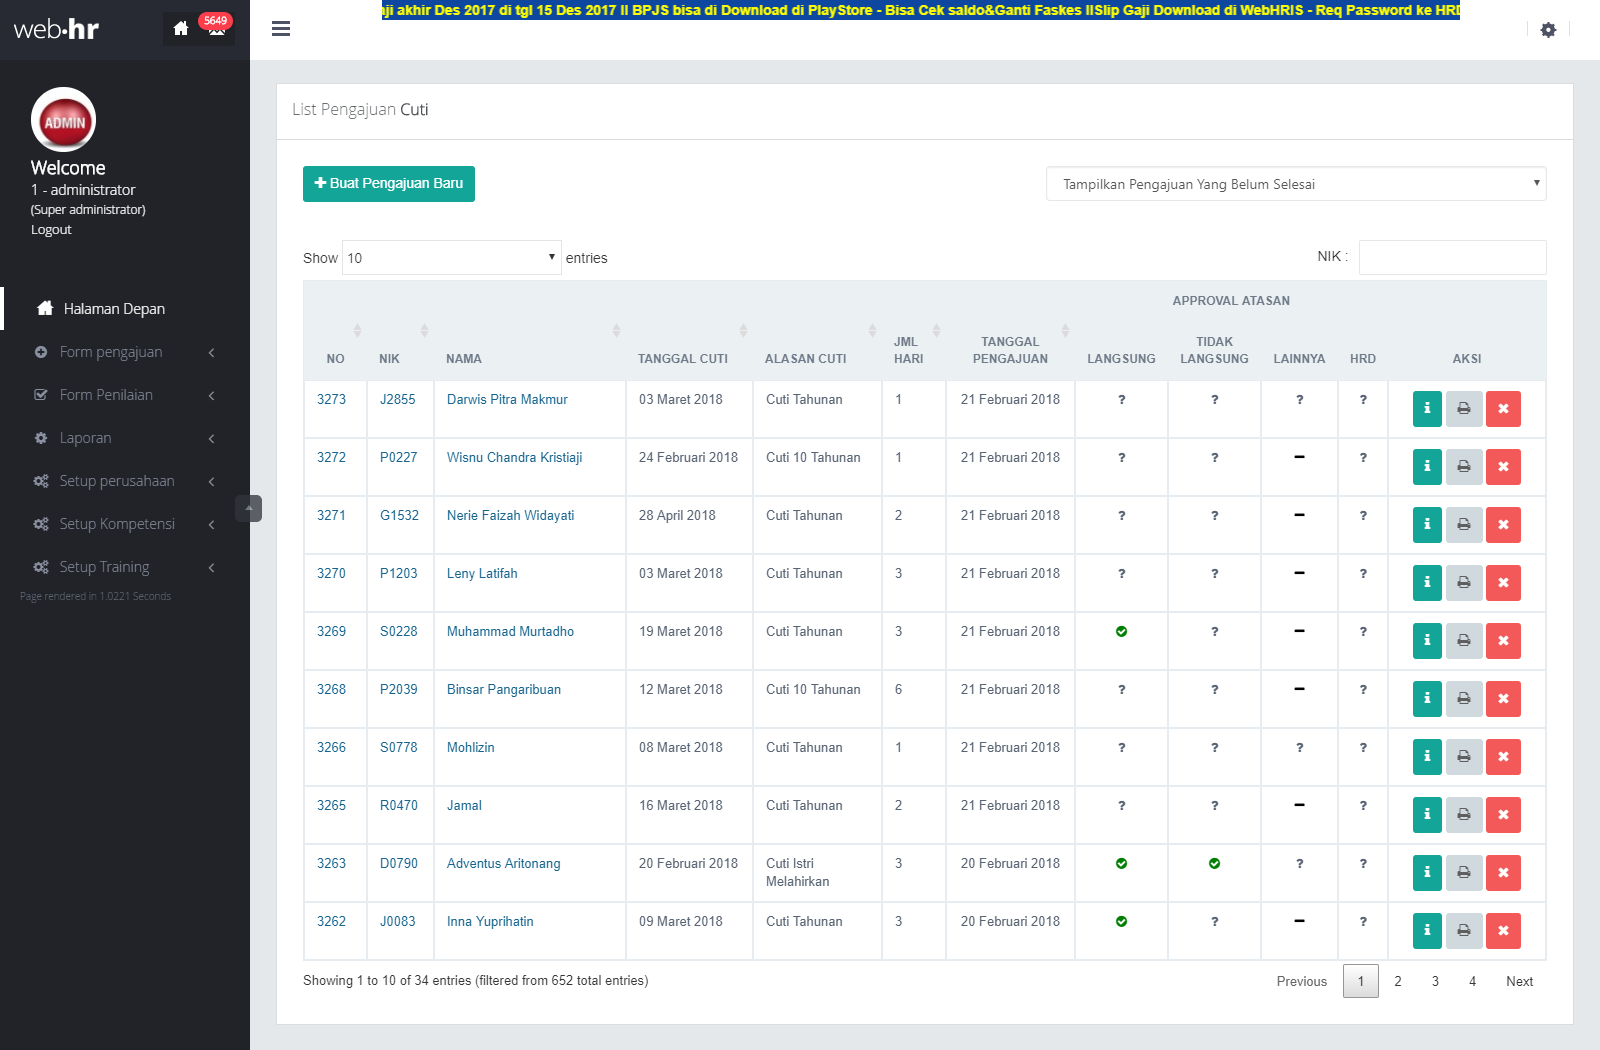 web·hr
5649
aji akhir Des 2017 di tgl 15 Des 2017 II BPJS bisa di Download di PlayStore - Bisa Cek saldo&Ganti Faskes IISlip Gaji Download di WebHRIS - Req Password ke HRD
ADMIN
Welcome
1 - administrator
(Super administrator)
Logout
Halaman Depan
Form pengajuan
Form Penilaian
Laporan
Setup perusahaan
Setup Kompetensi
Setup Training
Page rendered in 1.0221 Seconds
List Pengajuan Cuti
Buat Pengajuan Baru
Tampilkan Pengajuan Yang Belum Selesai
Show 10 entries
NIK :
APPROVAL ATASAN
NO NIK NAMA TANGGAL CUTI ALASAN CUTI JML HARI TANGGAL PENGAJUAN LANGSUNG TIDAK LANGSUNG LAINNYA HRD AKSI
3273 J2855 Darwis Pitra Makmur 03 Maret 2018 Cuti Tahunan 1 21 Februari 2018 ? ? ? ?
3272 P0227 Wisnu Chandra Kristiaji 24 Februari 2018 Cuti 10 Tahunan 1 21 Februari 2018 ? ? – ?
3271 G1532 Nerie Faizah Widayati 28 April 2018 Cuti Tahunan 2 21 Februari 2018 ? ? – ?
3270 P1203 Leny Latifah 03 Maret 2018 Cuti Tahunan 3 21 Februari 2018 ? ? – ?
3269 S0228 Muhammad Murtadho 19 Maret 2018 Cuti Tahunan 3 21 Februari 2018 ? – ?
3268 P2039 Binsar Pangaribuan 12 Maret 2018 Cuti 10 Tahunan 6 21 Februari 2018 ? ? – ?
3266 S0778 Mohlizin 08 Maret 2018 Cuti Tahunan 1 21 Februari 2018 ? ? ? ?
3265 R0470 Jamal 16 Maret 2018 Cuti Tahunan 2 21 Februari 2018 ? ? – ?
3263 D0790 Adventus Aritonang 20 Februari 2018 Cuti Istri Melahirkan 3 20 Februari 2018 ? ?
3262 J0083 Inna Yuprihatin 09 Maret 2018 Cuti Tahunan 3 20 Februari 2018 ? – ?
Showing 1 to 10 of 34 entries (filtered from 652 total entries)
Previous 1 2 3 4 Next